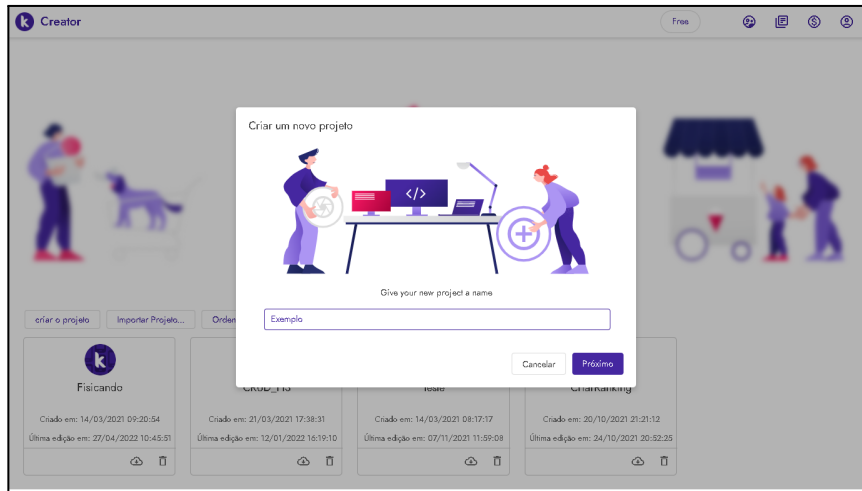 Creator
Free
Criar um novo projeto
</>
Give your new project a name
Exemplo
Cancelar
Próximo
criar o projeto
Importar Projeto...
Orden
Fisicando
Criado em: 14/03/2021 09:20:54
Última edição em: 27/04/2022 10:45:51
CRUD_HS
Criado em: 21/03/2021 17:38:31
Última edição em: 12/01/2022 16:19:10
Teste
Criado em: 14/03/2021 08:17:17
Última edição em: 07/11/2021 11:59:08
CharRanking
Criado em: 20/10/2021 21:21:12
Última edição em: 24/10/2021 20:52:25